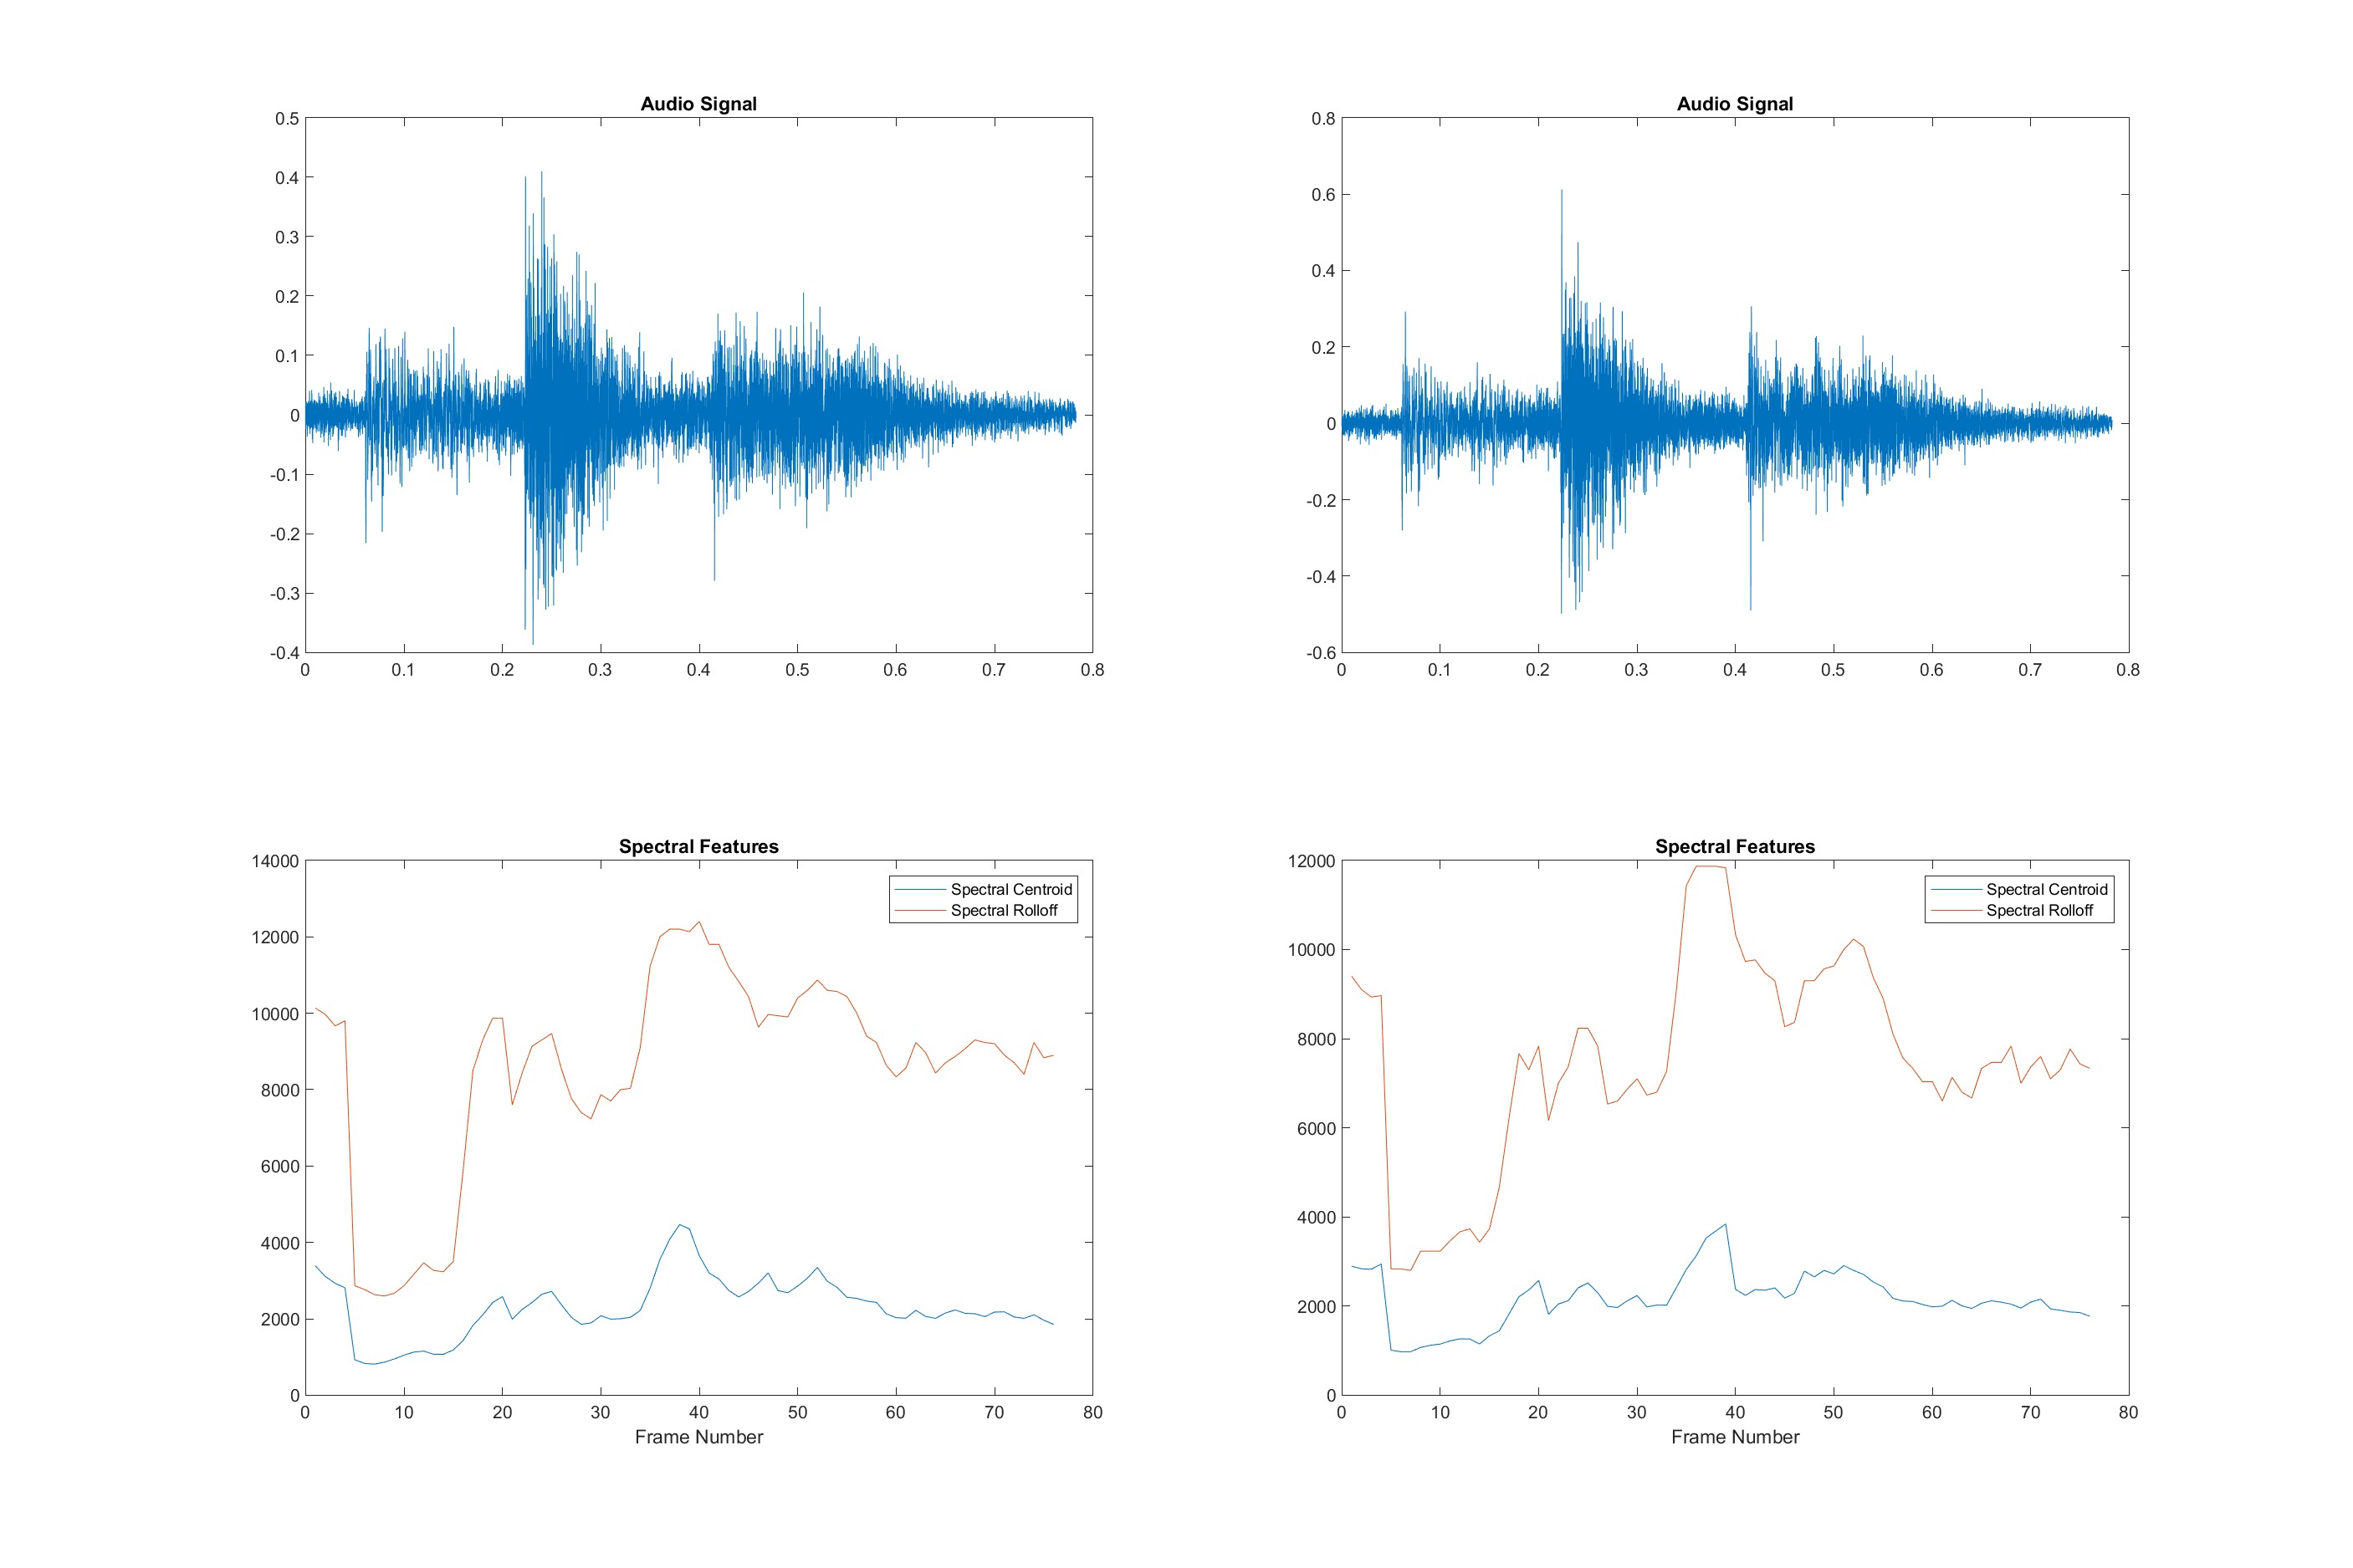 Audio Signal
0.5
0.4
0.3
0.2
0.1
0
-0.1
-0.2
-0.3
-0.4
0 0.1 0.2 0.3 0.4 0.5 0.6 0.7 0.8
Audio Signal
0.8
0.6
0.4
0.2
0
-0.2
-0.4
-0.6
0 0.1 0.2 0.3 0.4 0.5 0.6 0.7 0.8
Spectral Features
14000
12000
10000
8000
6000
4000
2000
0
Spectral Centroid
Spectral Rolloff
0 10 20 30 40 50 60 70 80
Frame Number
Spectral Features
12000
10000
8000
6000
4000
2000
0
Spectral Centroid
Spectral Rolloff
0 10 20 30 40 50 60 70 80
Frame Number